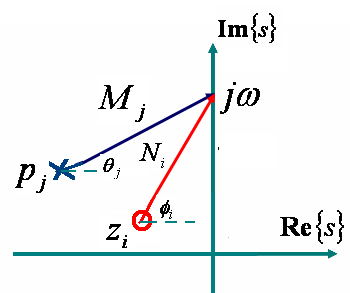 Im{s}
M_j
jω
N_i
p_j
θ_j
ϕ_i
z_i
Re{s}